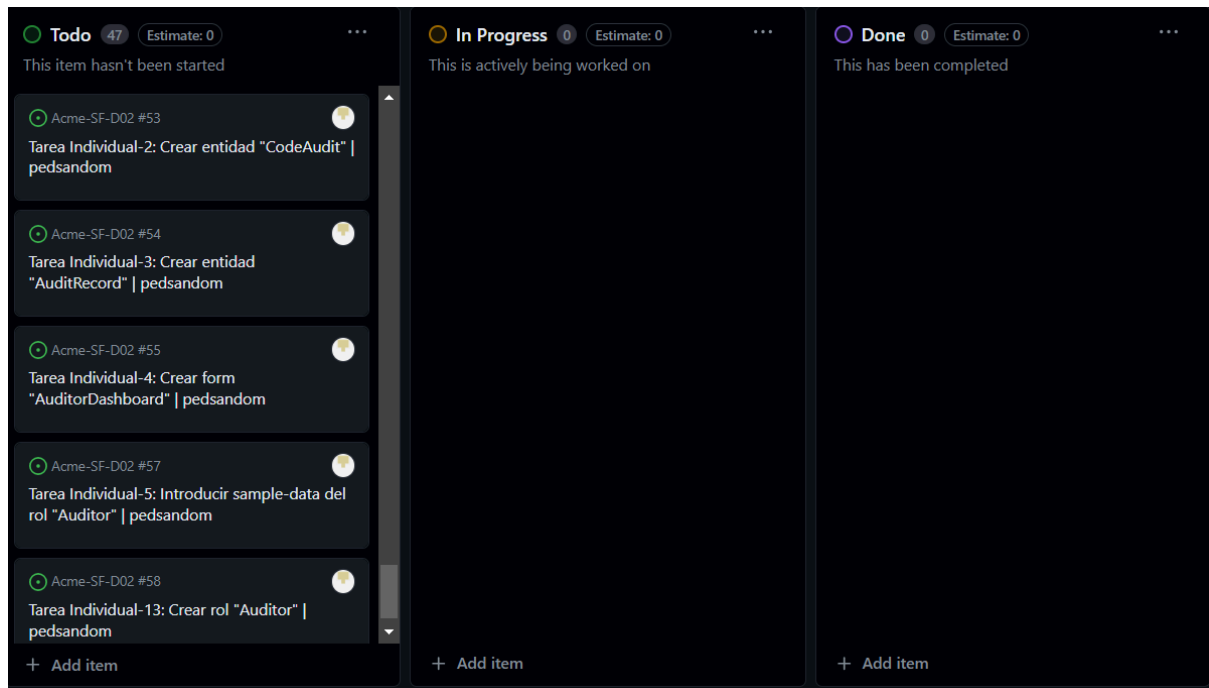 Todo 47 Estimate: 0
This item hasn't been started
Acme-SF-D02 #53
Tarea Individual-2: Crear entidad "CodeAudit" |
pedsandom
Acme-SF-D02 #54
Tarea Individual-3: Crear entidad
"AuditRecord" | pedsandom
Acme-SF-D02 #55
Tarea Individual-4: Crear form
"AuditorDashboard" | pedsandom
Acme-SF-D02 #57
Tarea Individual-5: Introducir sample-data del
rol "Auditor" | pedsandom
Acme-SF-D02 #58
Tarea Individual-13: Crear rol "Auditor" |
pedsandom
+ Add item
In Progress 0 Estimate: 0
This is actively being worked on
+ Add item
Done 0 Estimate: 0
This has been completed
+ Add item